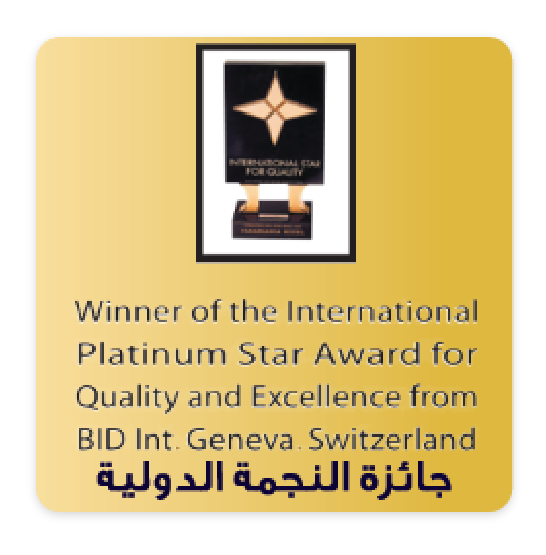 INTERNATIONAL STAR
FOR QUALITY
Winner of the International
Platinum Star Award for
Quality and Excellence from
BID Int. Geneva. Switzerland
جائزة النجمة الدولية